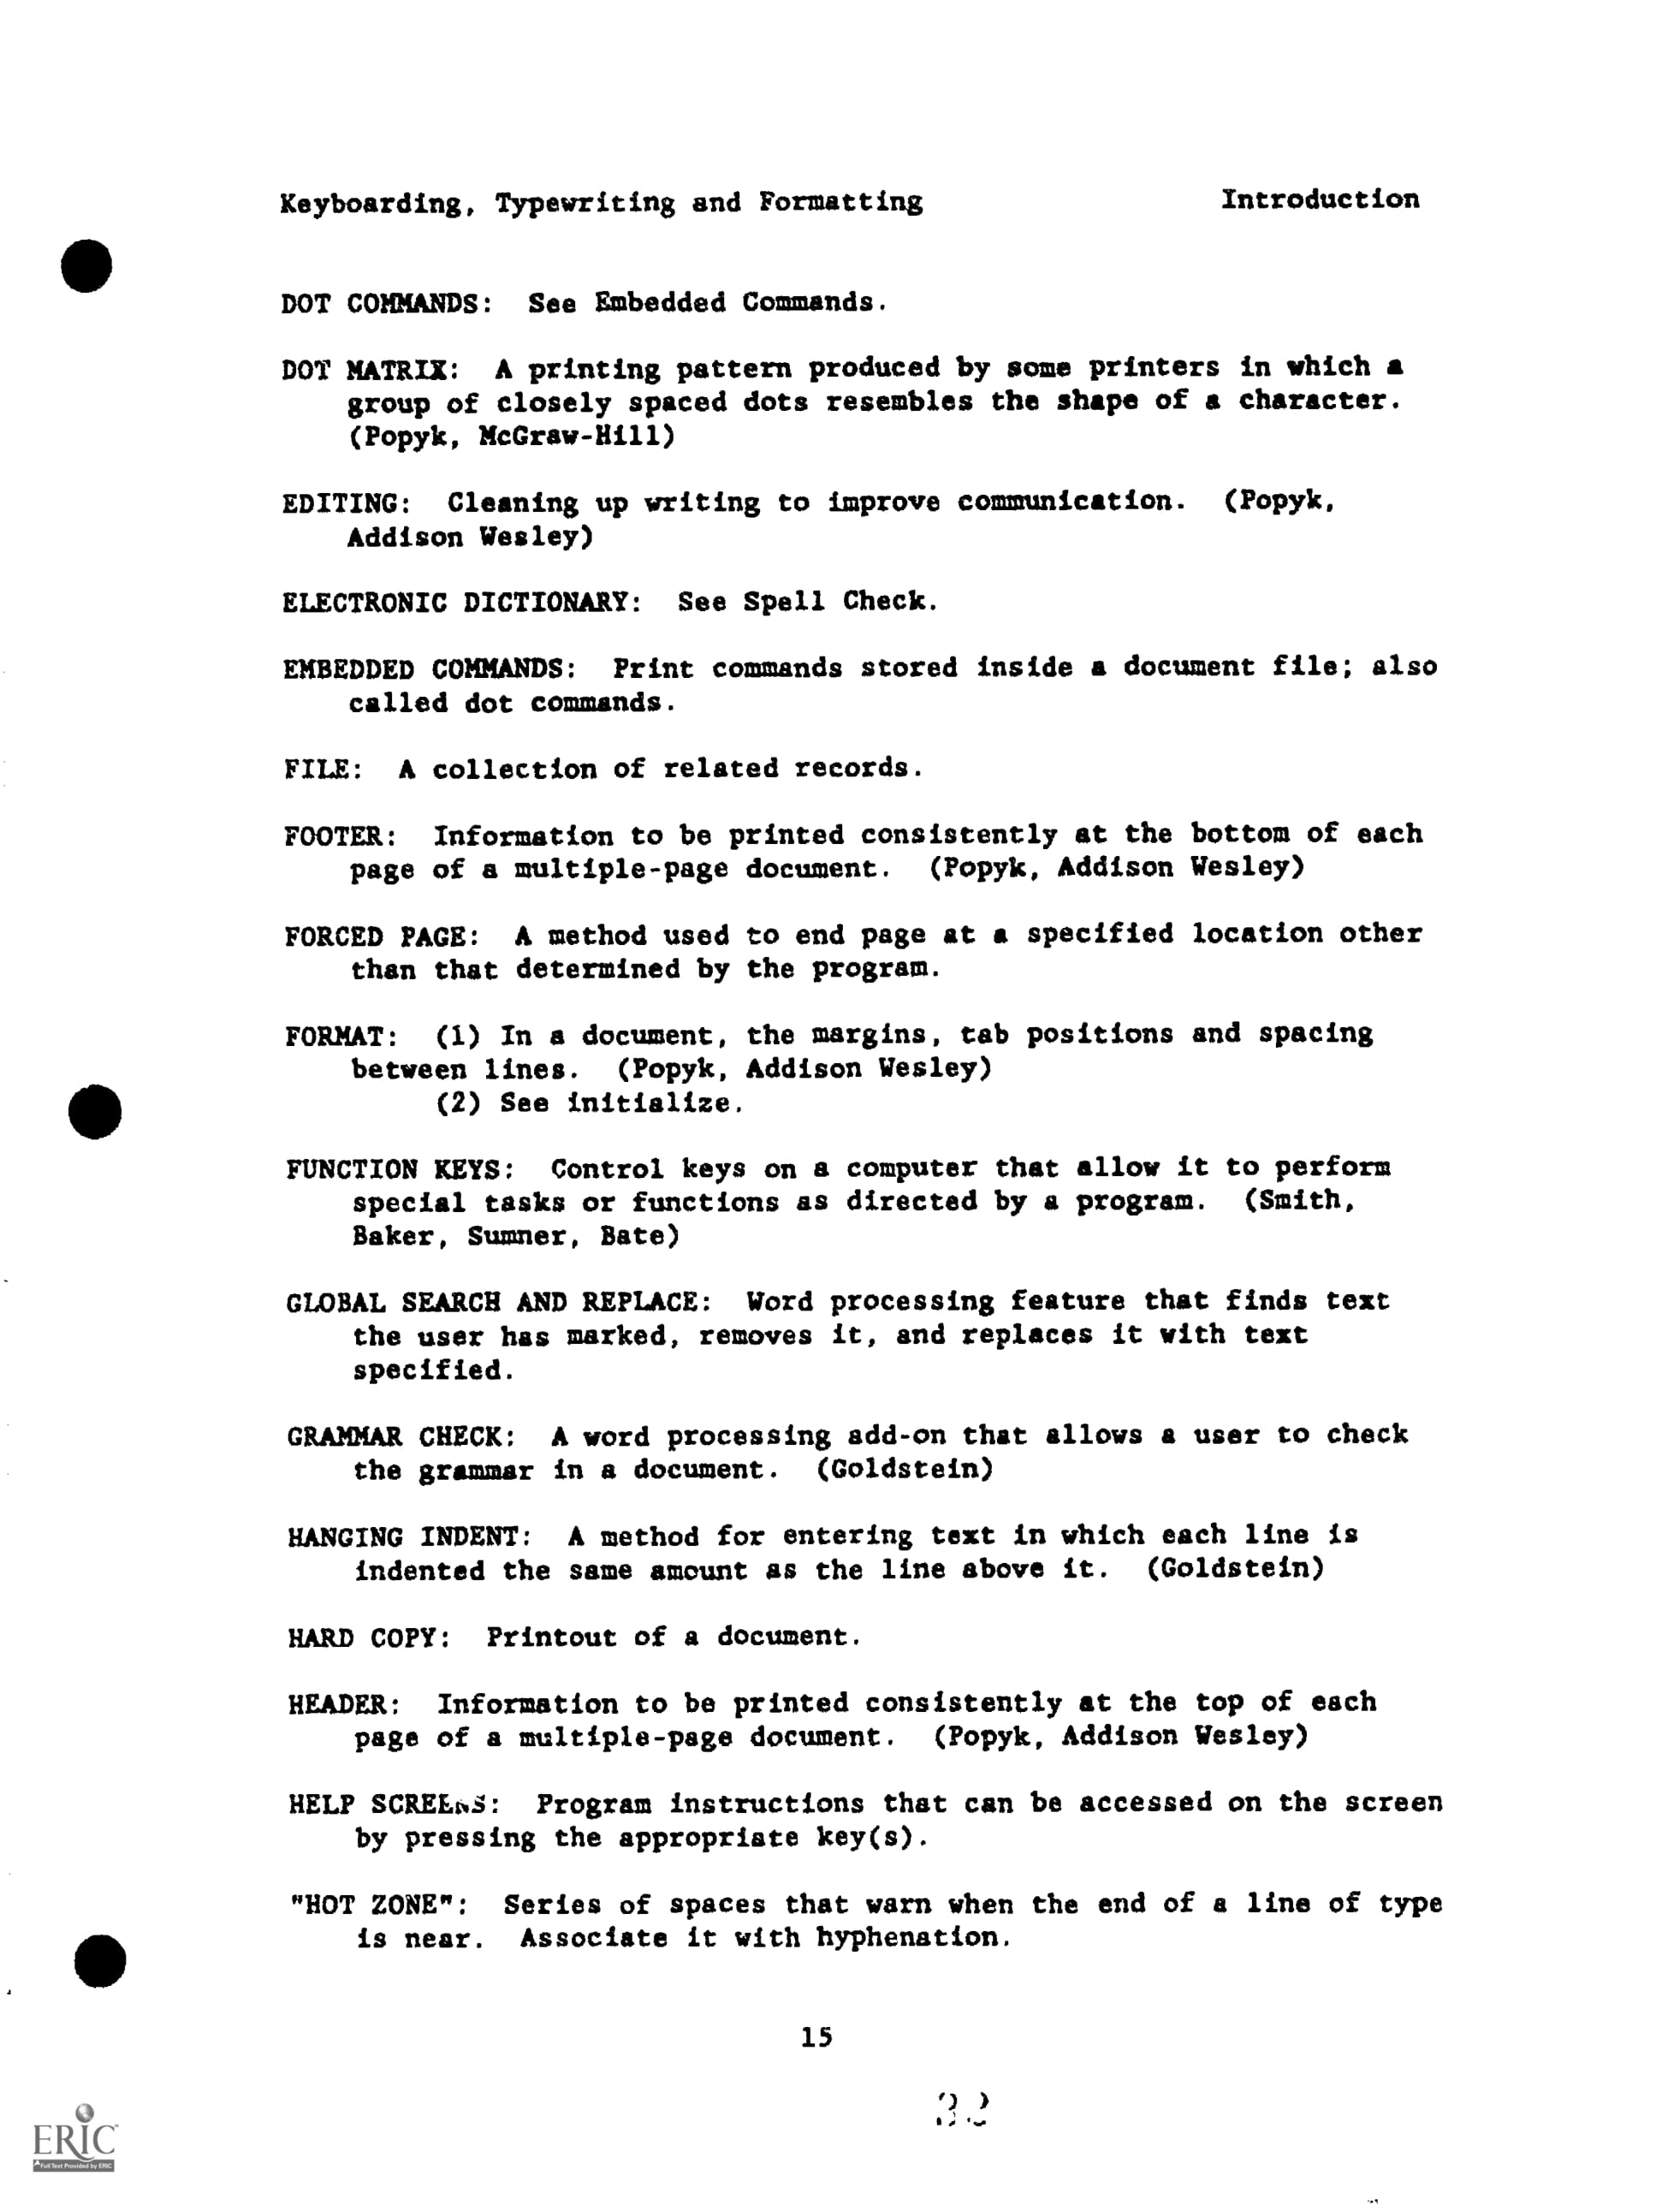 Keyboarding, Typewriting and Formatting Introduction
DOT COMMANDS: See Embedded Commands.
DOT MATRIX: A printing pattern produced by some printers in which a
group of closely spaced dots resembles the shape of a character.
(Popyk, McGraw-Hill)
EDITING: Cleaning up writing to improve communication. (Popyk,
Addison Wesley)
ELECTRONIC DICTIONARY: See Spell Check.
EMBEDDED COMMANDS: Print commands stored inside a document file; also
called dot commands.
FILE: A collection of related records.
FOOTER: Information to be printed consistently at the bottom of each
page of a multiple-page document. (Popyk, Addison Wesley)
FORCED PAGE: A method used to end page at a specified location other
than that determined by the program.
FORMAT: (1) In a document, the margins, tab positions and spacing
between lines. (Popyk, Addison Wesley)
(2) See initialize.
FUNCTION KEYS: Control keys on a computer that allow it to perform
special tasks or functions as directed by a program. (Smith,
Baker, Sumner, Bate)
GLOBAL SEARCH AND REPLACE: Word processing feature that finds text
the user has marked, removes it, and replaces it with text
specified.
GRAMMAR CHECK: A word processing add-on that allows a user to check
the grammar in a document. (Goldstein)
HANGING INDENT: A method for entering text in which each line is
indented the same amount as the line above it. (Goldstein)
HARD COPY: Printout of a document.
HEADER: Information to be printed consistently at the top of each
page of a multiple-page document. (Popyk, Addison Wesley)
HELP SCREENS: Program instructions that can be accessed on the screen
by pressing the appropriate key(s).
"HOT ZONE": Series of spaces that warn when the end of a line of type
is near. Associate it with hyphenation.
15
ERIC
Full Text Provided by ERIC